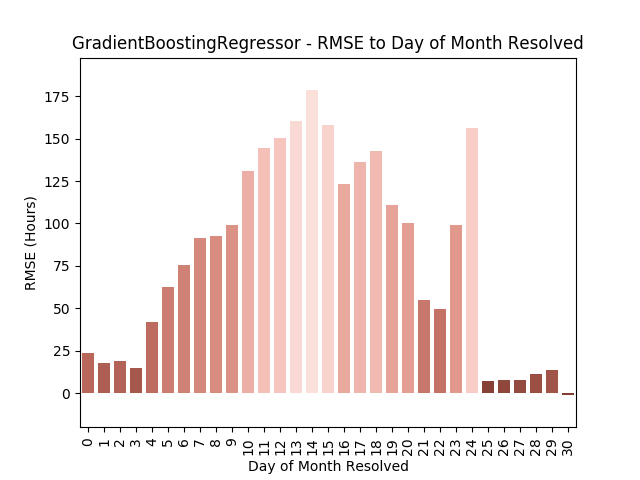 GradientBoostingRegressor - RMSE to Day of Month Resolved
175
150
125
100
75
50
25
0
RMSE (Hours)
0 1 2 3 4 5 6 7 8 9 10 11 12 13 14 15 16 17 18 19 20 21 22 23 24 25 26 27 28 29 30
Day of Month Resolved